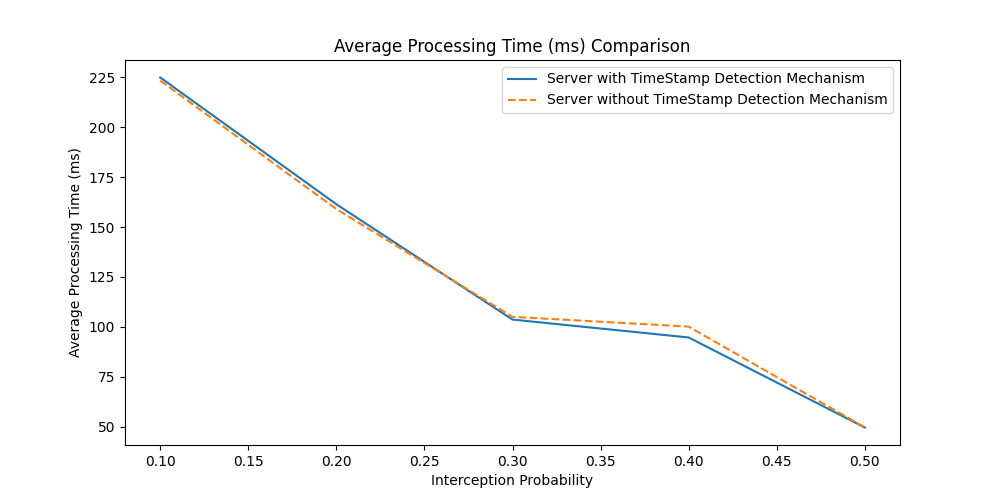 Average Processing Time (ms) Comparison
Server with TimeStamp Detection Mechanism
Server without TimeStamp Detection Mechanism
Average Processing Time (ms)
225
200
175
150
125
100
75
50
0.10 0.15 0.20 0.25 0.30 0.35 0.40 0.45 0.50
Interception Probability